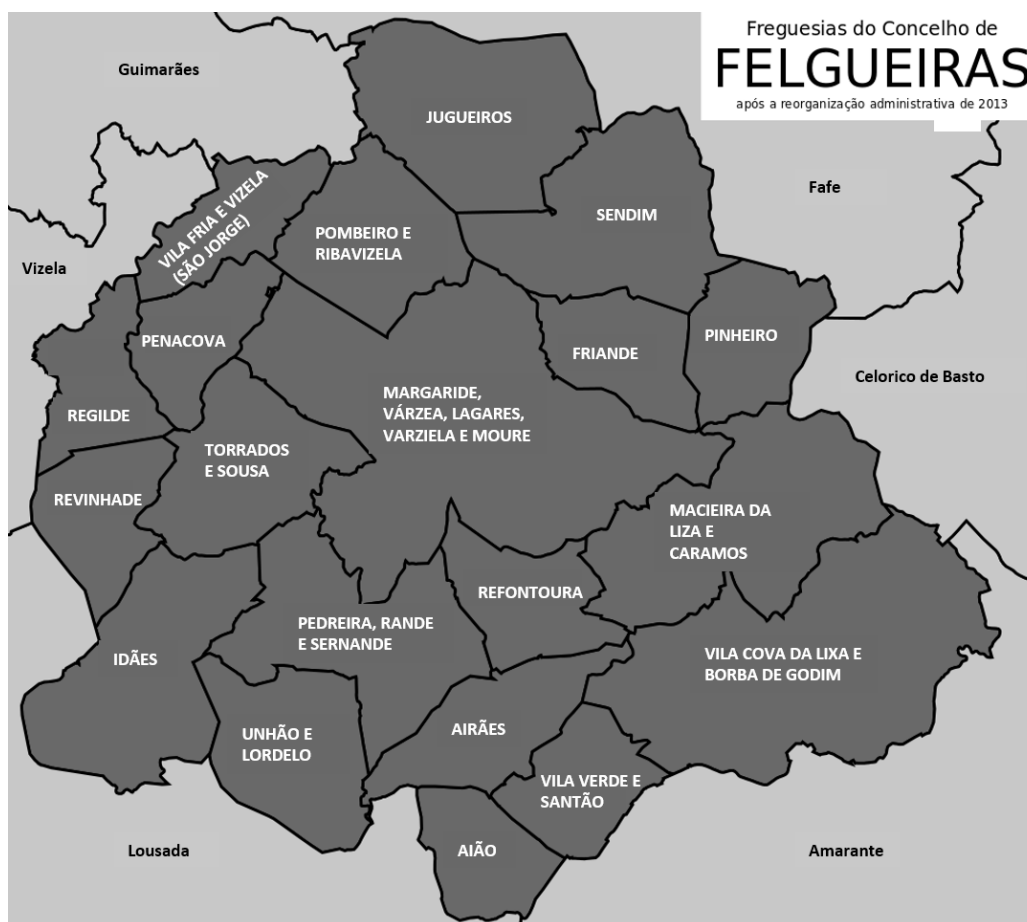 Freguesias do Concelho de
FELGUEIRAS
após a reorganização administrativa de 2013
Guimarães
JUGUEIROS
Fafe
SENDIM
VILA FRIA E VIZELA
(SÃO JORGE)
POMBEIRO E
RIBAVIZELA
Vizela
PENACOVA
FRIANDE
PINHEIRO
Celorico de Basto
MARGARIDE,
VÁRZEA, LAGARES,
VARZIELA E MOURE
REGILDE
TORRADOS
E SOUSA
REVINHADE
MACIEIRA DA
LIZA E
CARAMOS
REFONTOURA
PEDREIRA, RANDE
E SERNANDE
IDÃES
VILA COVA DA LIXA E
BORBA DE GODIM
UNHÃO E
LORDELO
AIRÃES
VILA VERDE E
SANTÃO
Lousada
AIÃO
Amarante